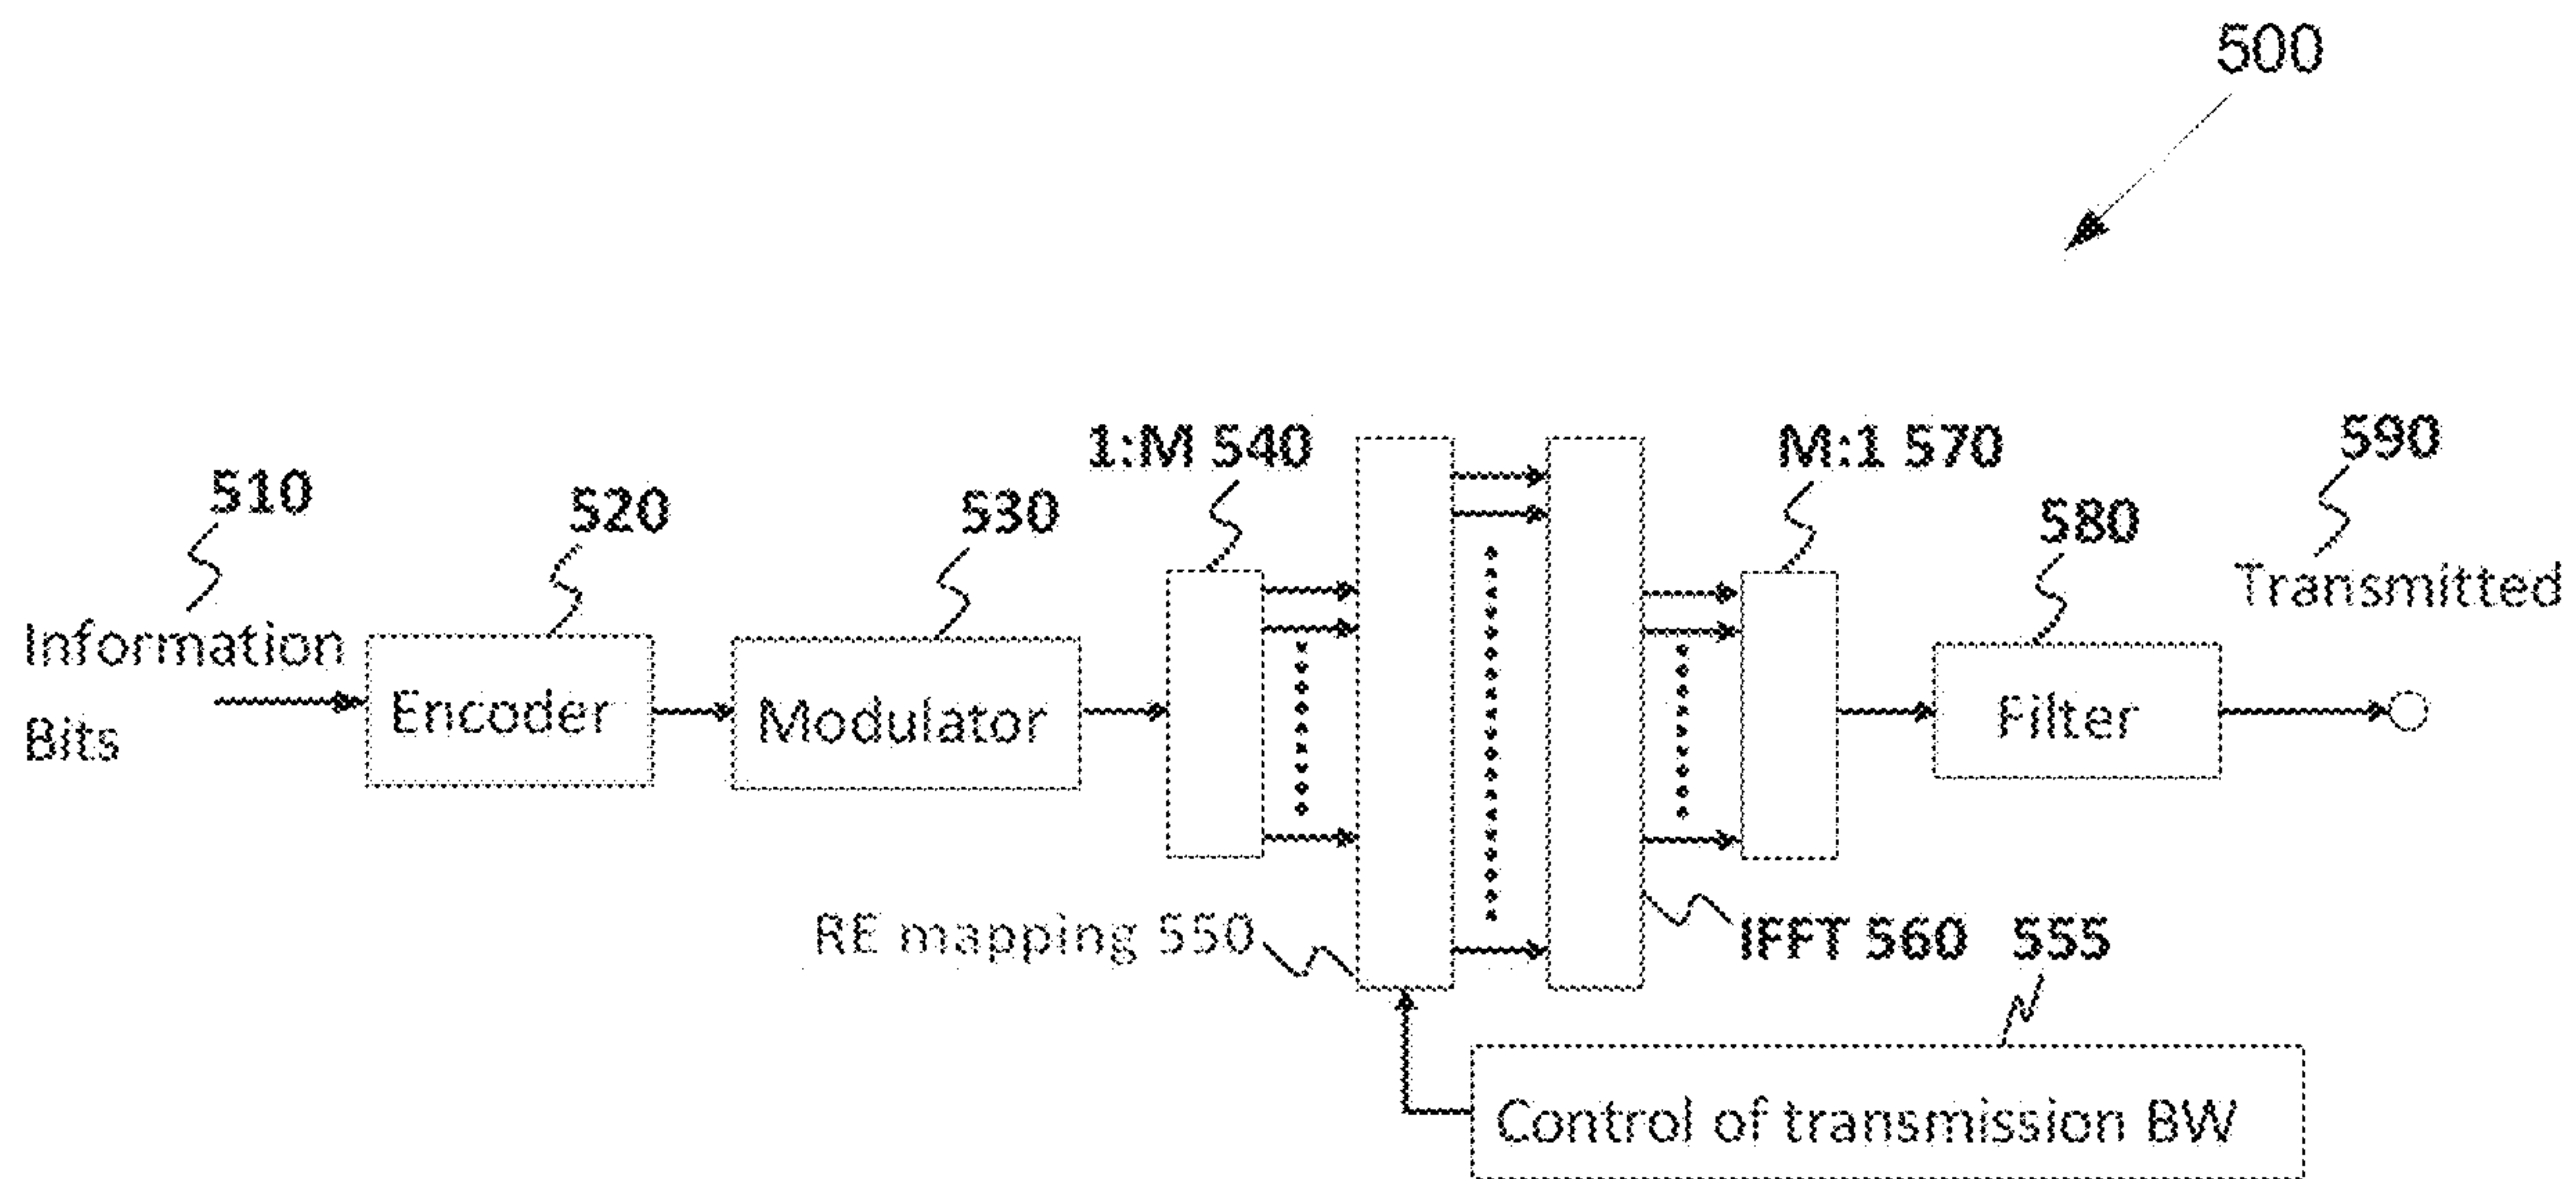 500
1:M 540
M:1 570
590
510
520
530
580
Transmitted
Information
Bits
Encoder
Modulator
Filter
RE mapping 550
IFFT 560
555
Control of transmission BW